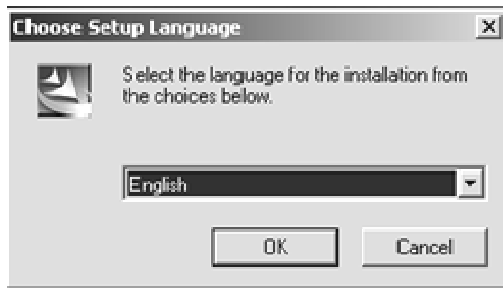 Choose Setup Language
Select the language for the installation from
the choices below.
English
OK
Cancel